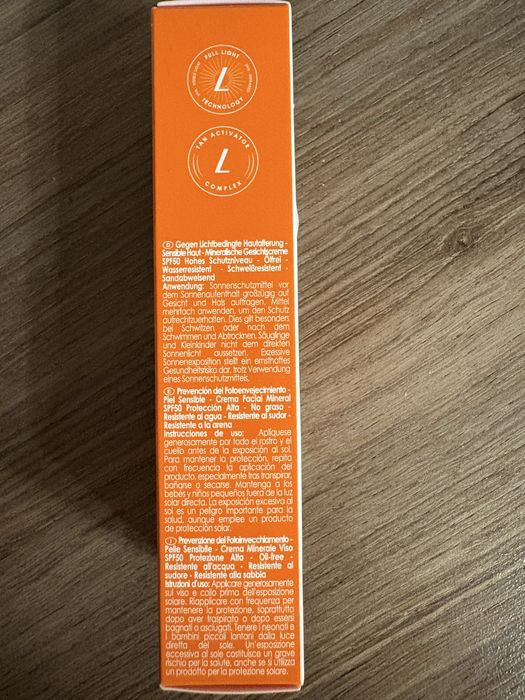 FULL LIGHT
L
TECHNOLOGY
TAN ACTIVATOR
L
COMPLEX
D Gegen Lichtbedingte Hautalterung -
Sensible Haut - Mineralische Gesichtscreme
SPF50 Hohes Schutzniveau - Ölfrei -
Wasserresistent - Schweißresistent -
Sandabweisend
Anwendung: Sonnenschutzmittel vor
dem Sonnenaufenthalt großzügig auf
Gesicht und Hals auftragen. Mittel
mehrfach anwenden, um den Schutz
aufrechtzuerhalten. Dies gilt besonders
bei Schwitzen oder nach dem
Schwimmen und Abtrocknen. Säuglinge
und Kleinkinder nicht dem direkten
Sonnenlicht aussetzen. Exzessive
Sonnenexposition stellt ein ernsthaftes
Gesundheitsrisiko dar, trotz Verwendung
eines Sonnenschutzmittels.
E Prevención del Fotoenvejecimiento -
Piel Sensible - Crema Facial Mineral
SPF50 Protección Alta - No grasa -
Resistente al agua - Resistente al sudor -
Resistente a la arena
Instrucciones de uso: Aplíquese
generosamente por todo el rostro y el
cuello antes de la exposición al sol.
Para mantener la protección, repita
con frecuencia la aplicación del
producto, especialmente tras transpirar,
bañarse o secarse. Mantenga a los
bebés y niños pequeños fuera de la luz
solar directa. La exposición excesiva al
sol es un peligro importante para la
salud, aunque emplee un producto
de protección solar.
I Prevenzione del Fotoinvecchiamento -
Pelle Sensibile - Crema Minerale Viso
SPF50 Protezione Alta - Oil-free -
Resistente all'acqua - Resistente al
sudore - Resistente alla sabbia
Istruzioni d'uso: Applicare generosamente
sul viso e collo prima dell'esposizione
solare. Riapplicare con frequenza per
mantenere la protezione, soprattutto
dopo aver traspirato o dopo essersi
bagnati o asciugati. Tenere i neonati e
i bambini piccoli lontani dalla luce
diretta del sole. Un'esposizione
eccessiva al sole costituisce un grave
rischio per la salute, anche se si utilizza
un prodotto per la protezione solare.